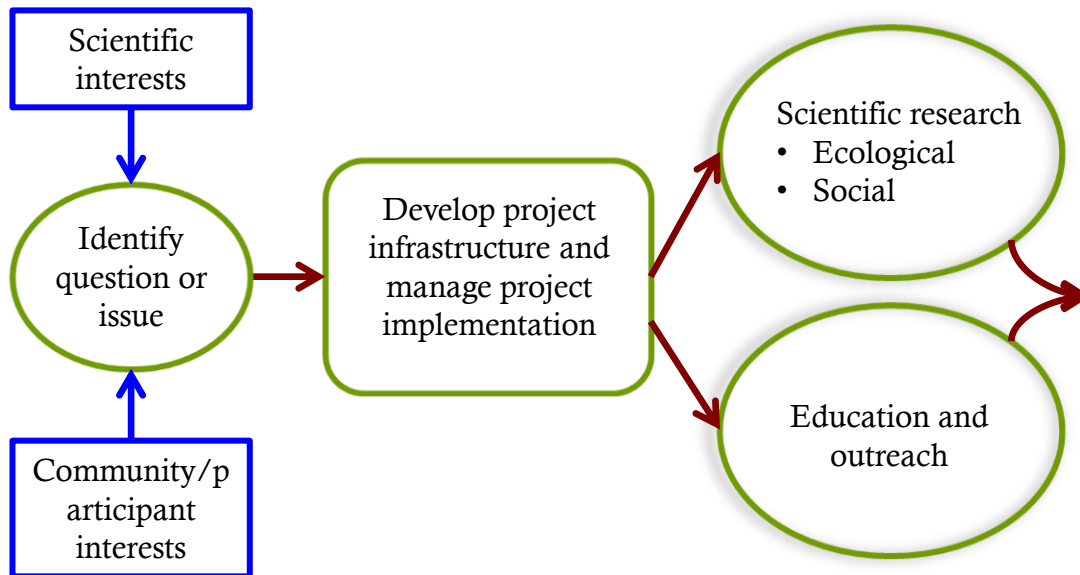 Scientific
interests
Identify
question or
issue
Community/p
articipant
interests
Develop project
infrastructure and
manage project
implementation
Scientific research
• Ecological
• Social
Education and
outreach